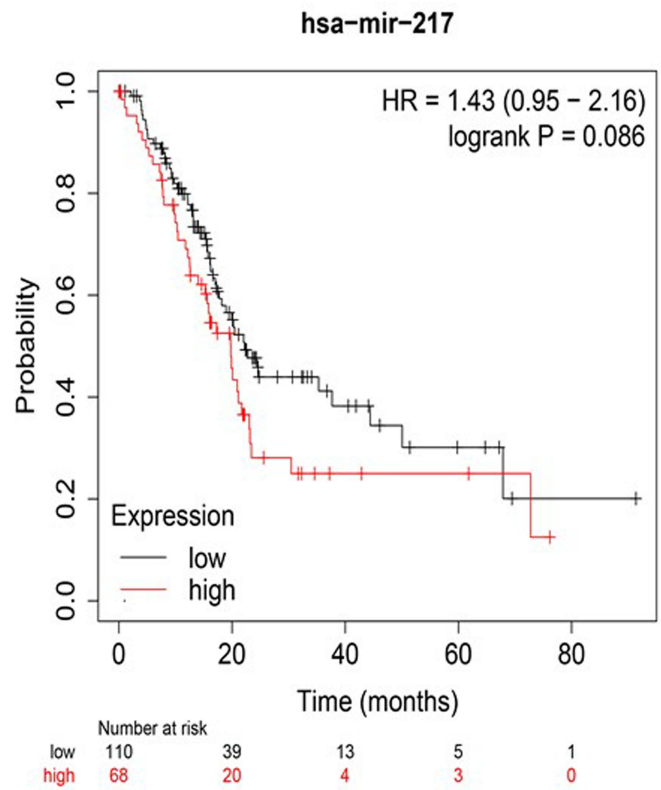 hsa-mir-217
HR = 1.43 (0.95 - 2.16)
logrank P = 0.086
Probability
1.0
0.8
0.6
0.4
0.2
0.0
Expression
low
high
0 20 40 60 80
Time (months)
Number at risk
low 110 39 13 5 1
high 68 20 4 3 0